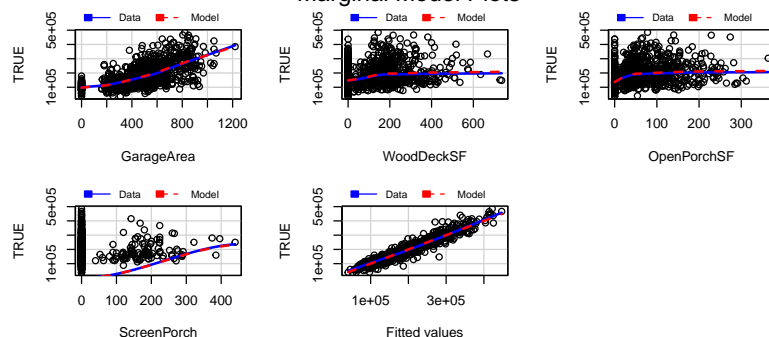 Marginal Model Plots
Data Model
TRUE
1e+05 5e+05
0 400 800 1200
GarageArea
Data Model
TRUE
1e+05 5e+05
0 200 400 600
WoodDeckSF
Data Model
TRUE
1e+05 5e+05
0 100 200 300
OpenPorchSF
Data Model
TRUE
1e+05 5e+05
0 100 200 300 400
ScreenPorch
Data Model
TRUE
1e+05 5e+05
1e+05 3e+05
Fitted values